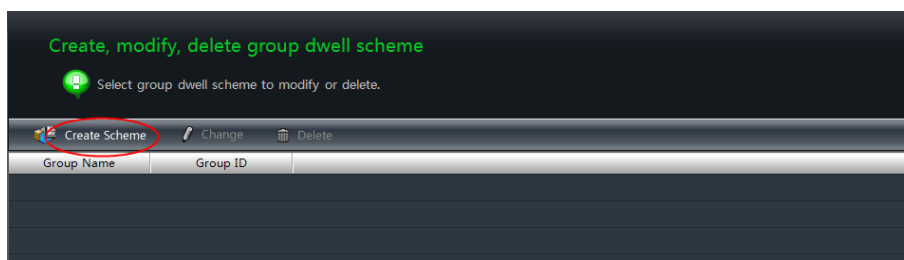 Create, modify, delete group dwell scheme
Select group dwell scheme to modify or delete.
Create Scheme Change Delete
Group Name Group ID